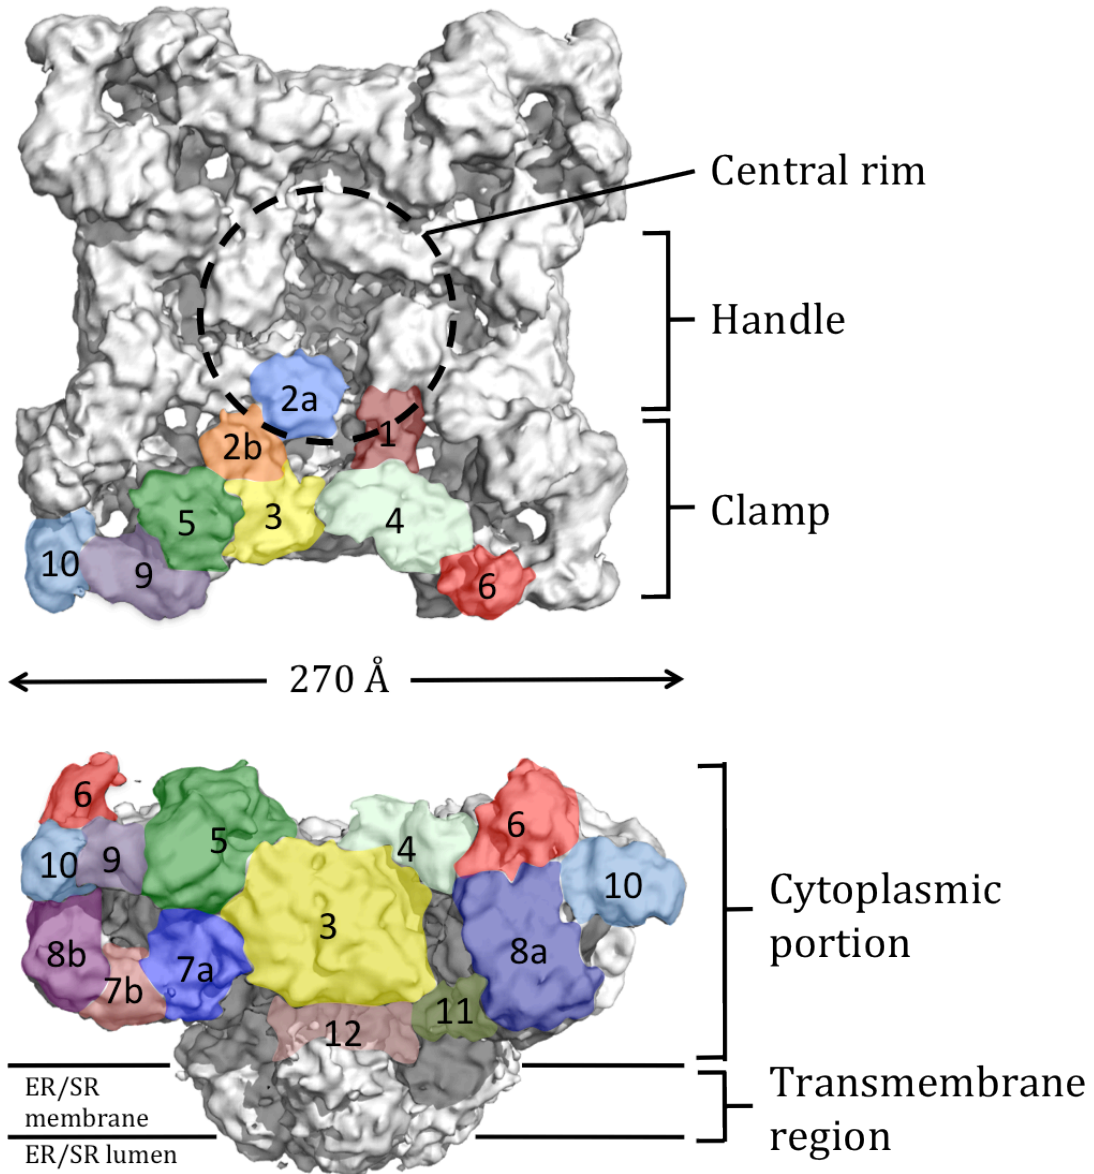 Central rim
Handle
2a
1
2b
5
3
4
Clamp
10
9
6
270 Å
6
5
6
4
10
9
10
3
Cytoplasmic
portion
8b
7a
8a
7b
11
12
Transmembrane
region
ER/SR
membrane
ER/SR lumen